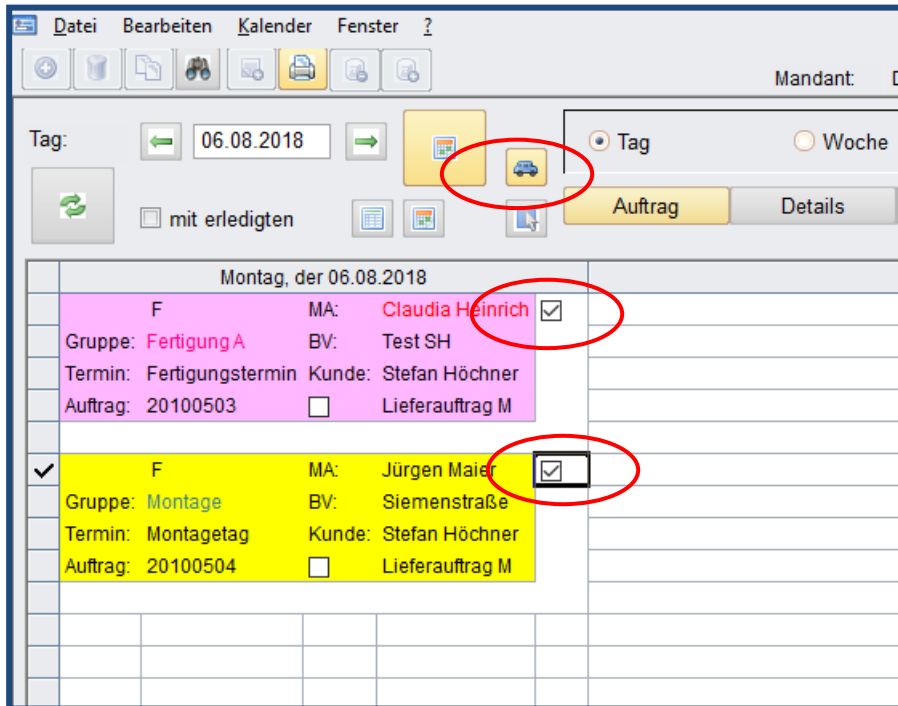 Datei Bearbeiten Kalender Fenster ?
Mandant:
Tag: 06.08.2018 Tag Woche
mit erledigten Auftrag Details
Montag, der 06.08.2018
F MA: Claudia Heinrich
Gruppe: Fertigung A BV: Test SH
Termin: Fertigungstermin Kunde: Stefan Höchner
Auftrag: 20100503 Lieferauftrag M
F MA: Jürgen Maier
Gruppe: Montage BV: Siemenstraße
Termin: Montagetag Kunde: Stefan Höchner
Auftrag: 20100504 Lieferauftrag M